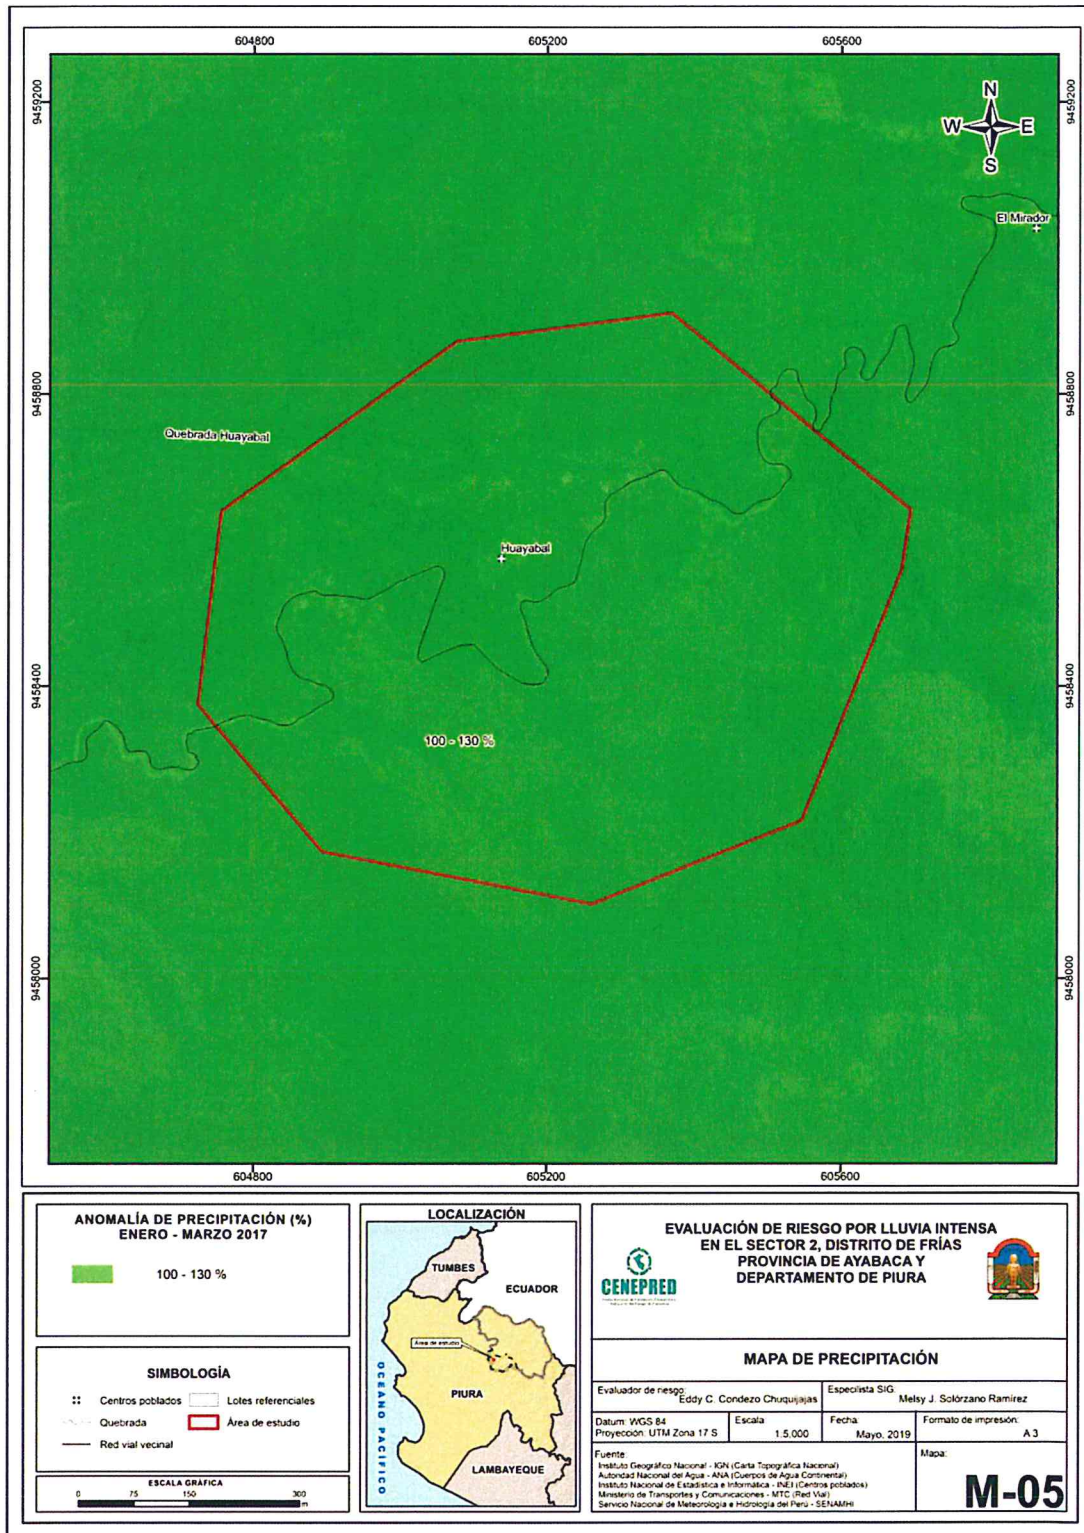 604800 605200 605600
9459200 9459200
N
W E
S
El Mirador
9458800 9458800
Quebrada Huayabal
Huayabal
9458400 9458400
100 - 130 %
9458000 9458000
604800 605200 605600
ANOMALÍA DE PRECIPITACIÓN (%)
ENERO - MARZO 2017
100 - 130 %
SIMBOLOGÍA
Centros poblados Lotes referenciales
Quebrada Área de estudio
Red vial vecinal
ESCALA GRÁFICA
0 75 150 300
m
LOCALIZACIÓN
TUMBES
ECUADOR
Área de estudio
PIURA
OCEANO PACIFICO
LAMBAYEQUE
CENEPRED
EVALUACIÓN DE RIESGO POR LLUVIA INTENSA
EN EL SECTOR 2, DISTRITO DE FRÍAS
PROVINCIA DE AYABACA Y
DEPARTAMENTO DE PIURA
MAPA DE PRECIPITACIÓN
Evaluador de riesgo:
Eddy C. Condezo Chuquijajas
Especilista SIG
Melsy J. Solórzano Ramírez
Datum: WGS 84
Proyección: UTM Zona 17 S
Escala
1:5,000
Fecha:
Mayo, 2019
Formato de impresión:
A 3
Fuente:
Instituto Geográfico Nacional - IGN (Carta Topográfica Nacional)
Autoridad Nacional del Agua - ANA (Cuerpos de Agua Continental)
Instituto Nacional de Estadística e Informática - INEI (Centros poblados)
Ministerio de Transportes y Comunicaciones - MTC (Red Vial)
Servicio Nacional de Meteorología e Hidrología del Perú - SENAMHI
Mapa:
M-05